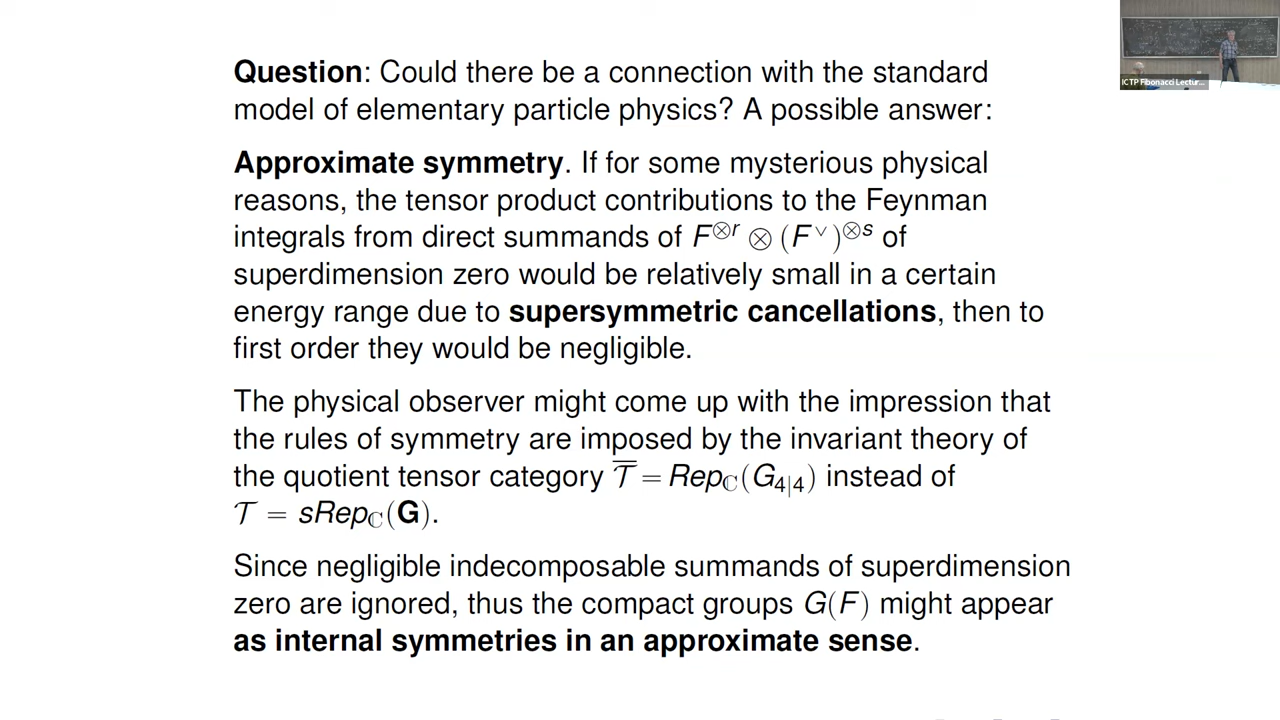 Question: Could there be a connection with the standard
model of elementary particle physics? A possible answer:
Approximate symmetry. If for some mysterious physical
reasons, the tensor product contributions to the Feynman
integrals from direct summands of F^{⊗r} ⊗ (F^∨)^{⊗s} of
superdimension zero would be relatively small in a certain
energy range due to supersymmetric cancellations, then to
first order they would be negligible.
The physical observer might come up with the impression that
the rules of symmetry are imposed by the invariant theory of
the quotient tensor category \overline{𝒯} = Rep_ℂ(G_{4|4}) instead of
𝒯 = sRep_ℂ(G).
Since negligible indecomposable summands of superdimension
zero are ignored, thus the compact groups G(F) might appear
as internal symmetries in an approximate sense.
ICTP Fibonacci Lectur...